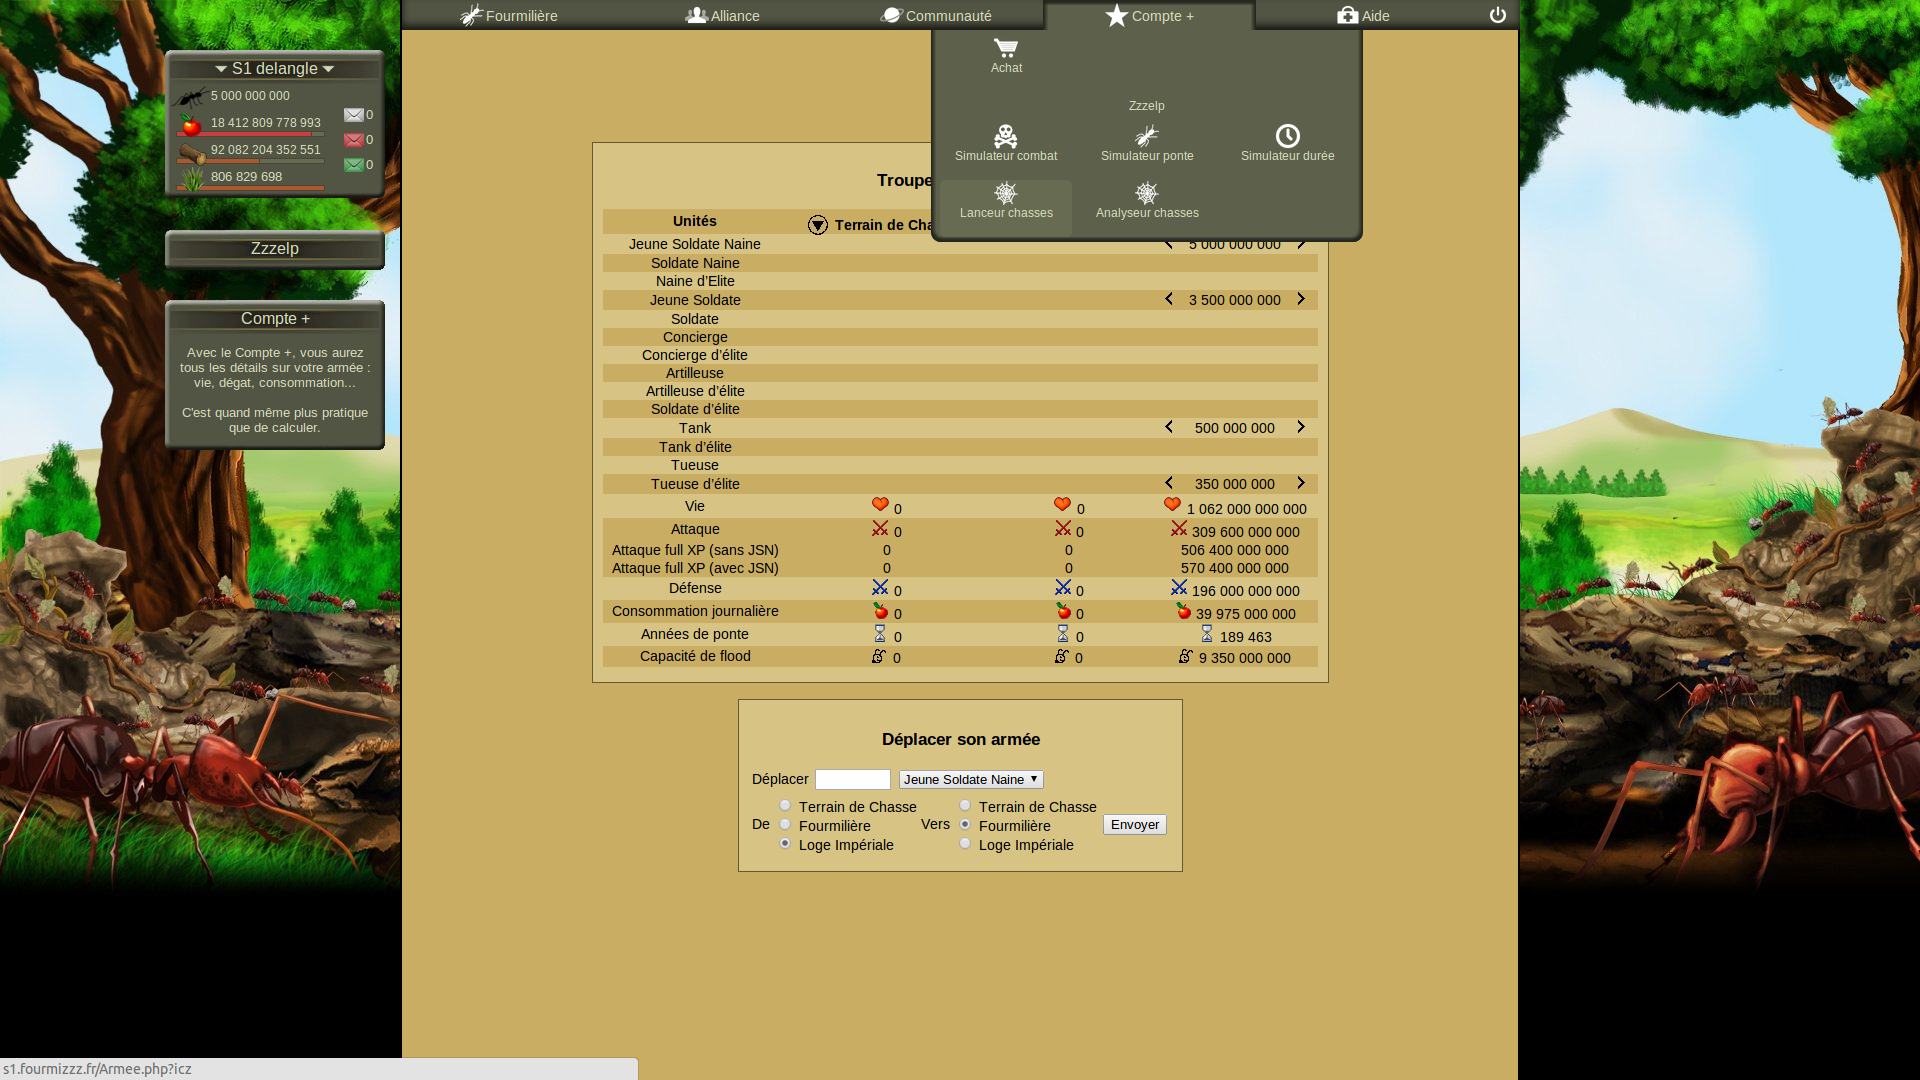 Fourmilière
Alliance
Communauté
Compte +
Aide
S1 delangle
5 000 000 000
18 412 809 778 993
92 082 204 352 551
806 829 698
0
0
0
Zzzelp
Compte +
Avec le Compte +, vous aurez
tous les détails sur votre armée :
vie, dégat, consommation...
C'est quand même plus pratique
que de calculer.
Achat
Zzzelp
Simulateur combat
Simulateur ponte
Simulateur durée
Lanceur chasses
Analyseur chasses
Troupe
Unités
Terrain de Cha
Jeune Soldate Naine
5 000 000 000
Soldate Naine
Naine d'Elite
Jeune Soldate
3 500 000 000
Soldate
Concierge
Concierge d'élite
Artilleuse
Artilleuse d'élite
Soldate d'élite
Tank
500 000 000
Tank d'élite
Tueuse
Tueuse d'élite
350 000 000
Vie 0 0 1 062 000 000 000
Attaque 0 0 309 600 000 000
Attaque full XP (sans JSN) 0 0 506 400 000 000
Attaque full XP (avec JSN) 0 0 570 400 000 000
Défense 0 0 196 000 000 000
Consommation journalière 0 0 39 975 000 000
Années de ponte 0 0 189 463
Capacité de flood 0 0 9 350 000 000
Déplacer son armée
Déplacer
Jeune Soldate Naine
De
Terrain de Chasse
Fourmilière
Loge Impériale
Vers
Terrain de Chasse
Fourmilière
Loge Impériale
Envoyer
s1.fourmizzz.fr/Armee.php?icz